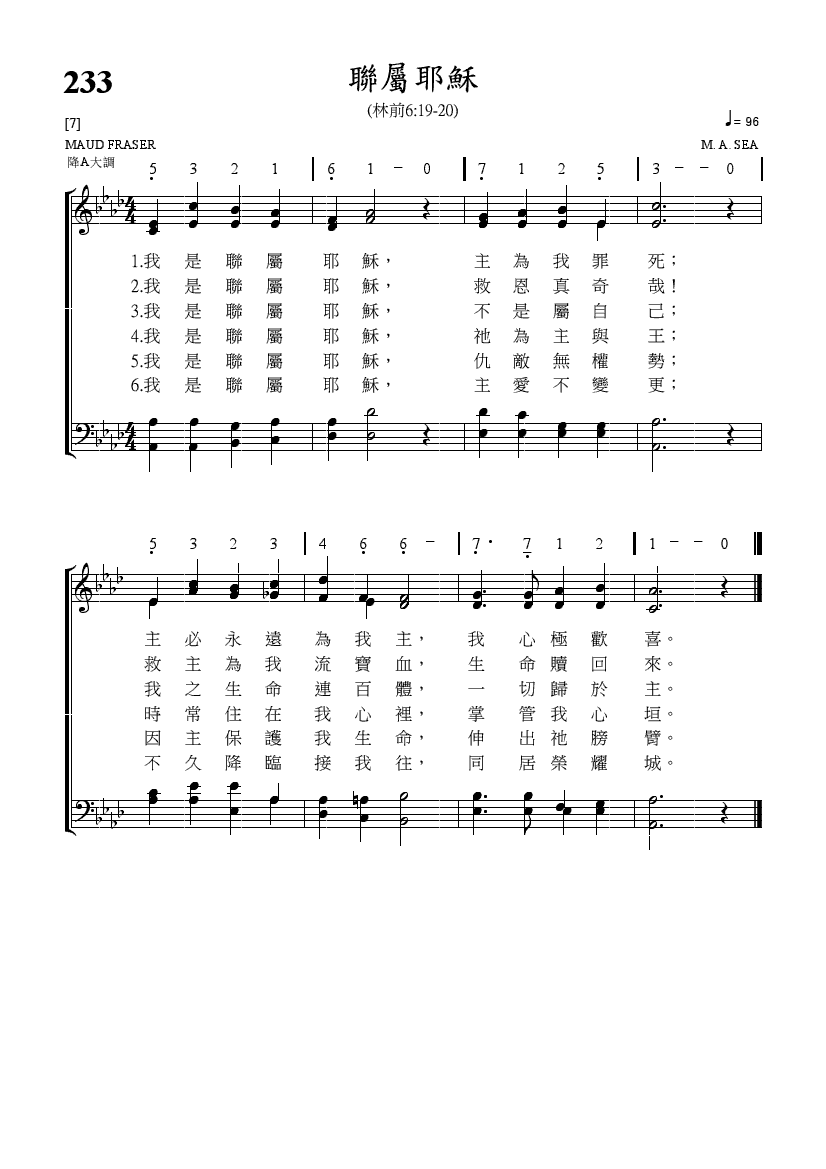 233
聯屬耶穌
(林前6:19-20)
[7]
= 96
MAUD FRASER
M. A. SEA
降A大調
5 3 2 1 6 1 – 0 7 1 2 5 3 – – 0
4 4
1.我是聯屬耶穌，主為我罪死；
2.我是聯屬耶穌，救恩真奇哉！
3.我是聯屬耶穌，不是屬自己；
4.我是聯屬耶穌，祂為主與王；
5.我是聯屬耶穌，仇敵無權勢；
6.我是聯屬耶穌，主愛不變更；
4 4
5 3 2 3 4 6 6 – 7· 7 1 2 1 – – 0
主必永遠為我主，我心極歡喜。
救主為我流寶血，生命贖回來。
我之生命連百體，一切歸於主。
時常住在我心裡，掌管我心垣。
因主保護我生命，伸出祂膀臂。
不久降臨接我往，同居榮耀城。